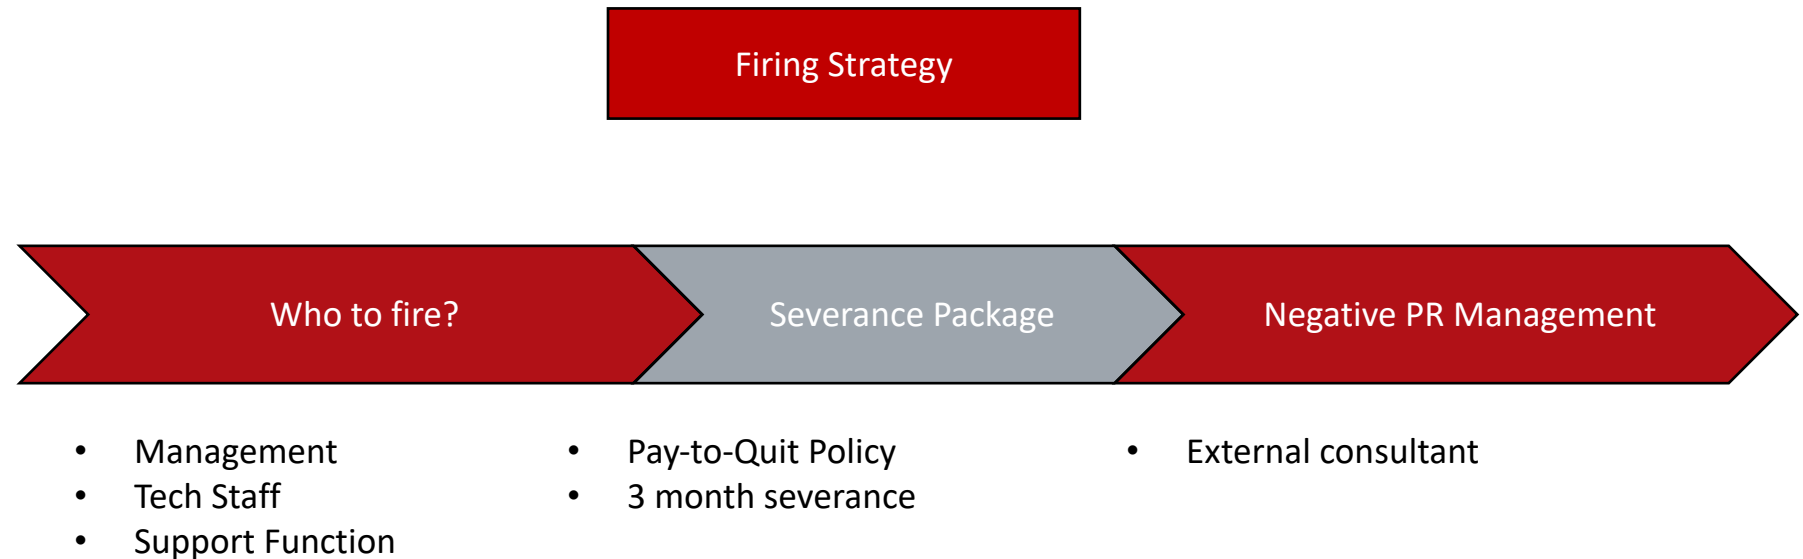 Firing Strategy
Who to fire?
Severance Package
Negative PR Management
• Management
• Tech Staff
• Support Function
• Pay-to-Quit Policy
• 3 month severance
• External consultant